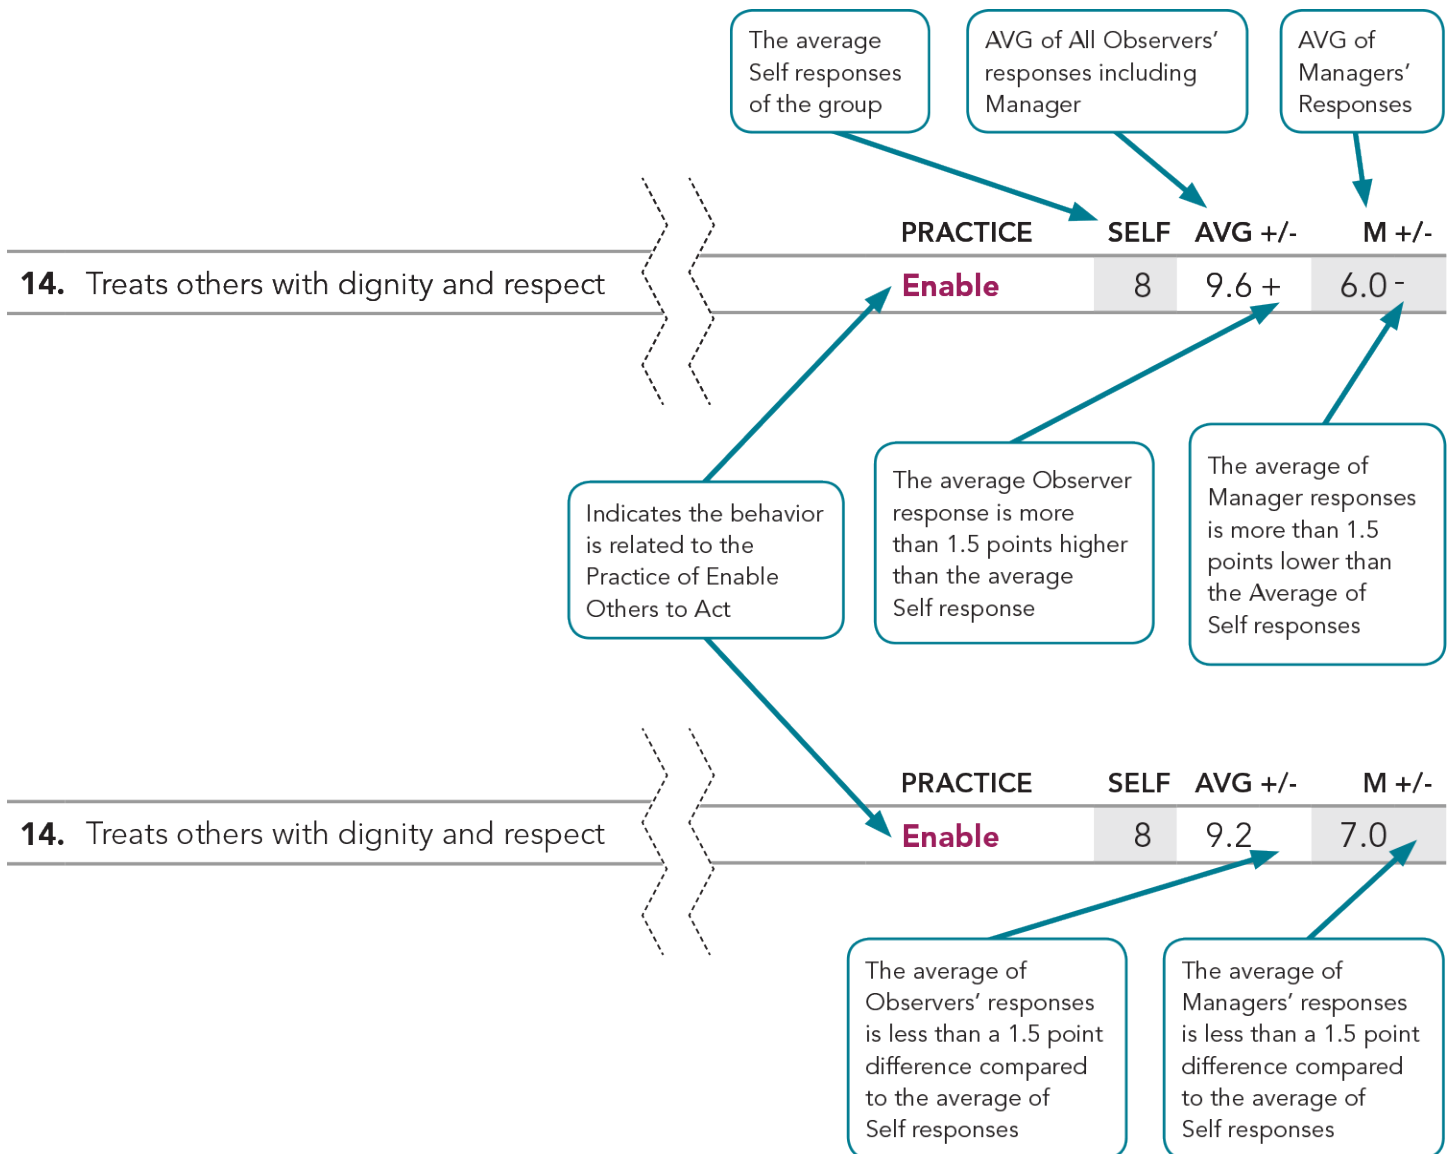 The average
Self responses
of the group
AVG of All Observers’
responses including
Manager
AVG of
Managers’
Responses
PRACTICE SELF AVG +/- M +/-
14. Treats others with dignity and respect Enable 8 9.6 + 6.0 -
Indicates the behavior
is related to the
Practice of Enable
Others to Act
The average Observer
response is more
than 1.5 points higher
than the average
Self response
The average of
Manager responses
is more than 1.5
points lower than
the Average of
Self responses
PRACTICE SELF AVG +/- M +/-
14. Treats others with dignity and respect Enable 8 9.2 7.0
The average of
Observers’ responses
is less than a 1.5 point
difference compared
to the average of
Self responses
The average of
Managers’ responses
is less than a 1.5 point
difference compared
to the average of
Self responses